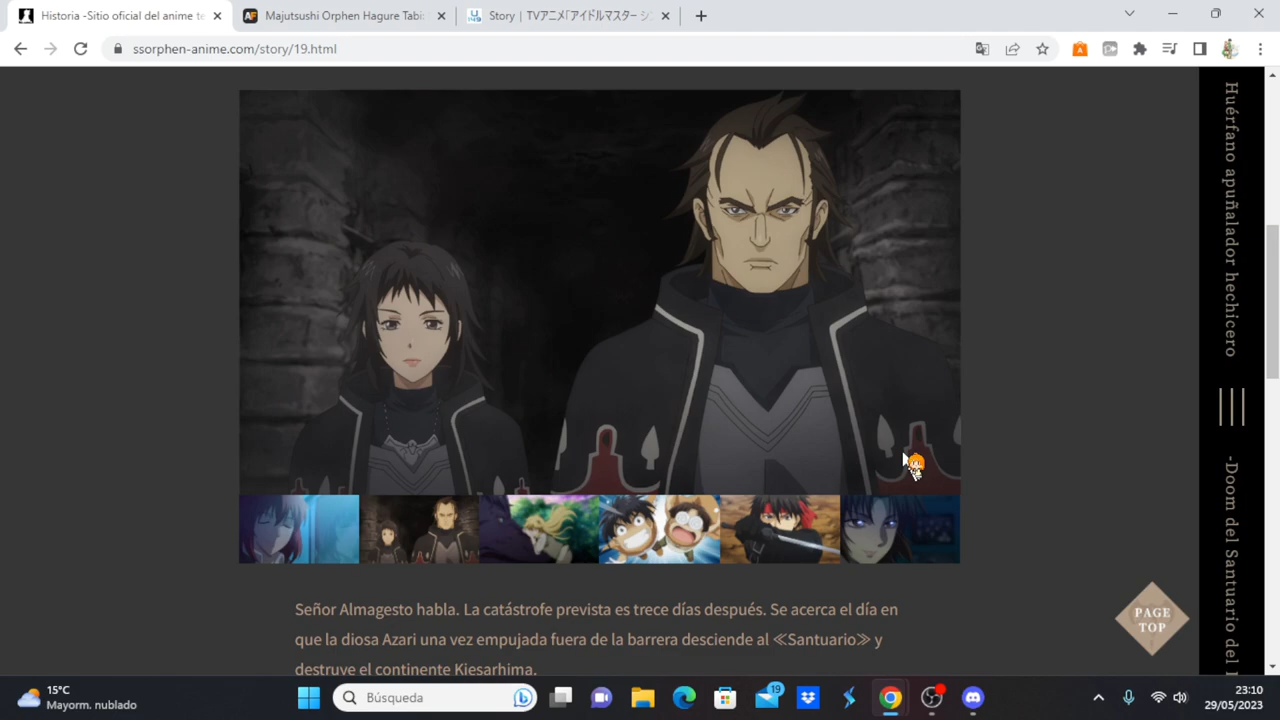 Historia -Sitio oficial del anime te
Majutsushi Orphen Hagure Tabi
Story | TVアニメ「アイドルマスター シン
ssorphen-anime.com/story/19.html
Huérfano apuñalador hechicero
-Doom del Santuario del
PAGE
TOP
Señor Almagesto habla. La catástrofe prevista es trece días después. Se acerca el día en
que la diosa Azari una vez empujada fuera de la barrera desciende al ≪Santuario≫ y
destruye el continente Kiesarhima.
15°C
Mayorm. nublado
Búsqueda
19
23:10
29/05/2023